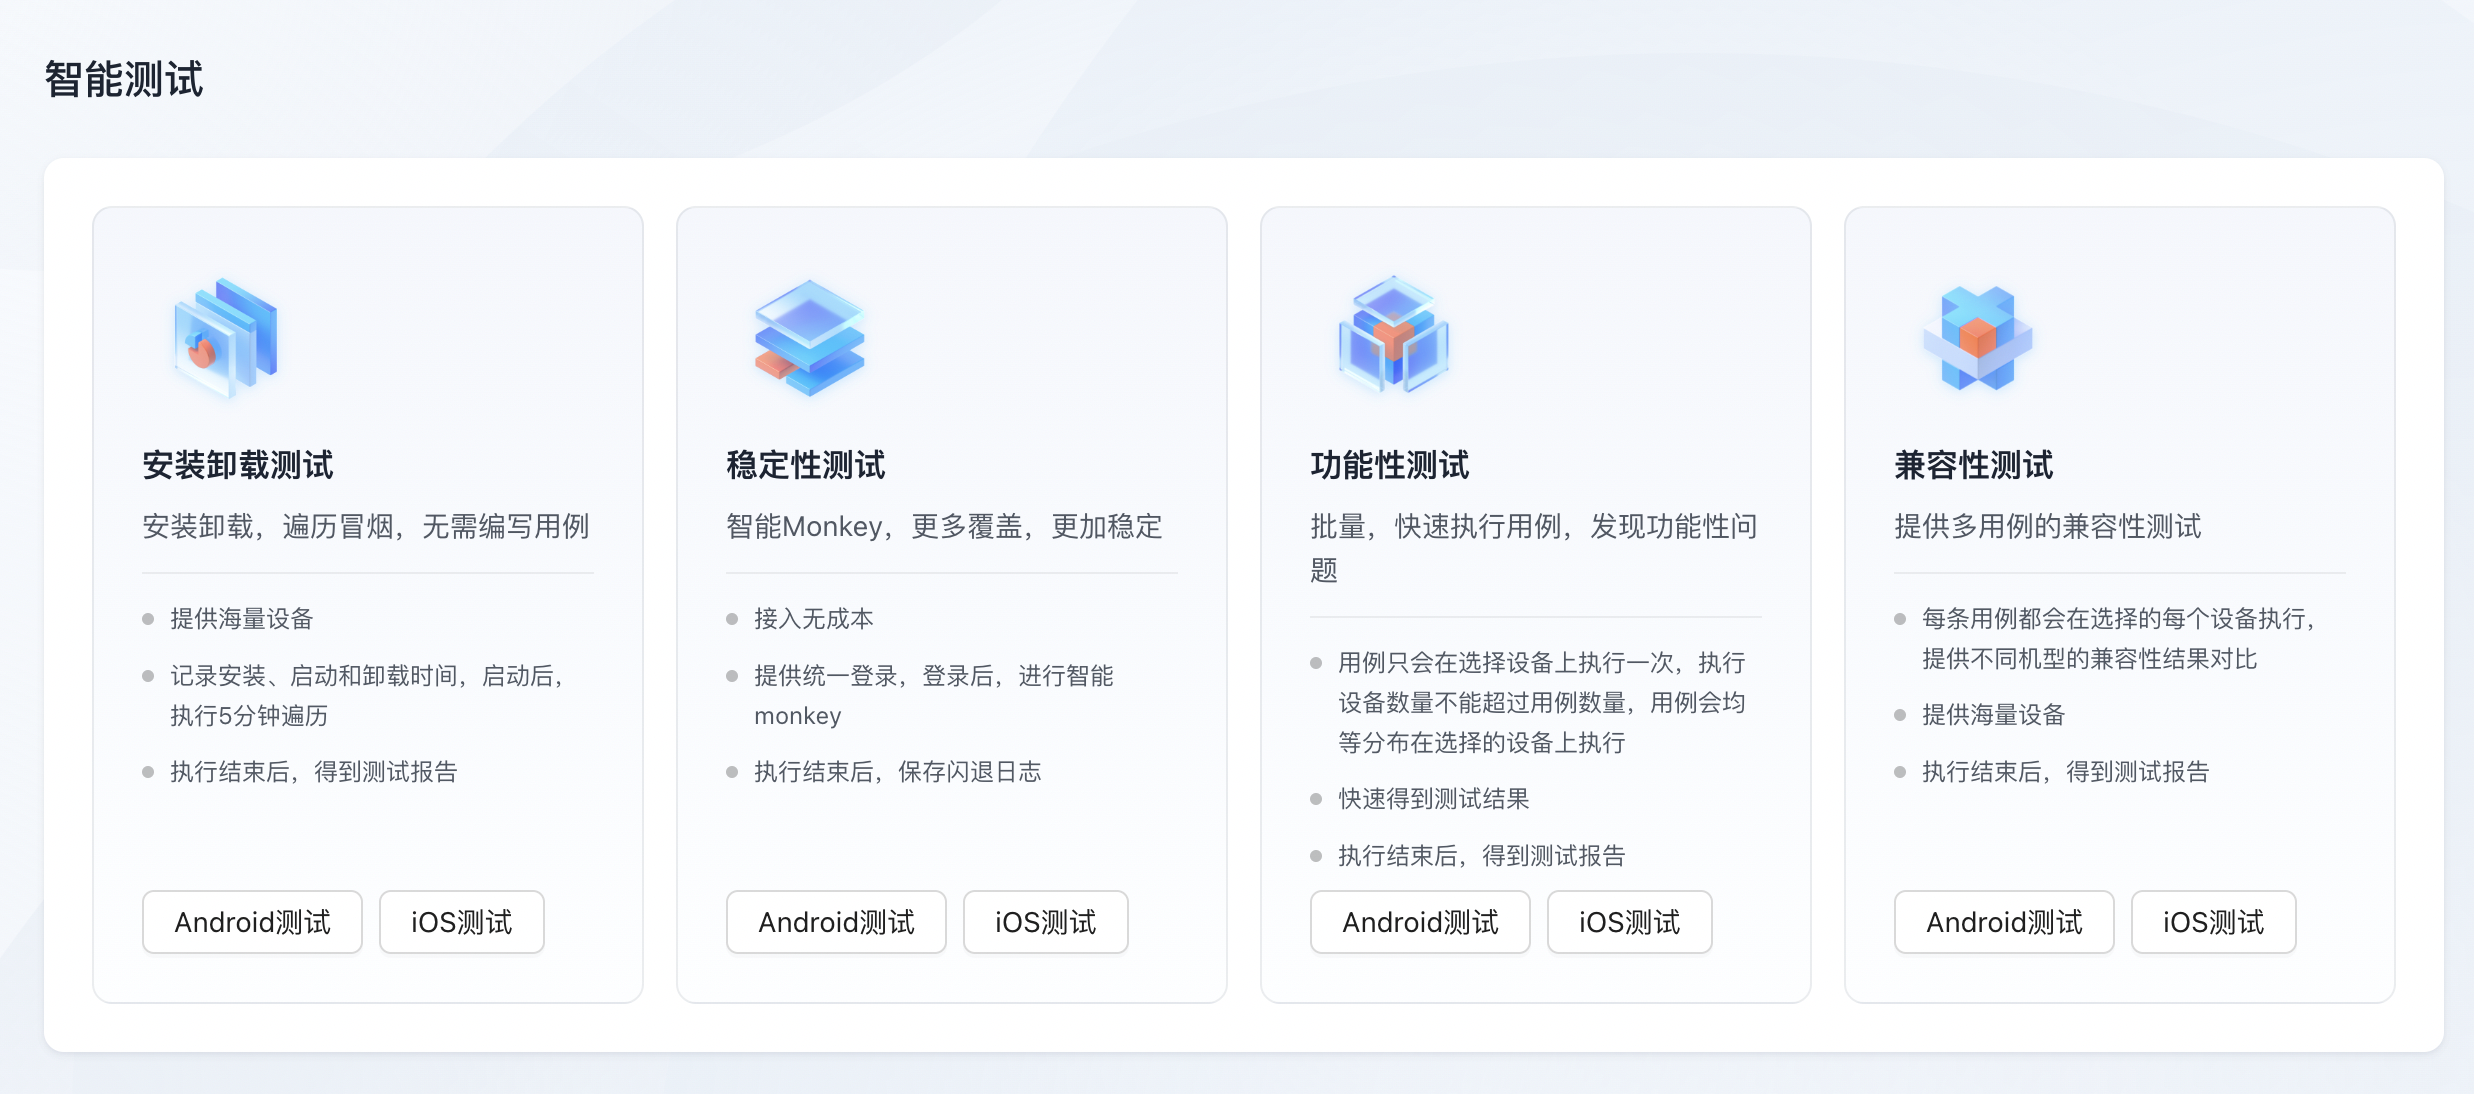 智能测试
安装卸载测试
安装卸载，遍历冒烟，无需编写用例
提供海量设备
记录安装、启动和卸载时间，启动后，
执行5分钟遍历
执行结束后，得到测试报告
Android测试
iOS测试
稳定性测试
智能Monkey，更多覆盖，更加稳定
接入无成本
提供统一登录，登录后，进行智能
monkey
执行结束后，保存闪退日志
Android测试
iOS测试
功能性测试
批量，快速执行用例，发现功能性问
题
用例只会在选择设备上执行一次，执行
设备数量不能超过用例数量，用例会均
等分布在选择的设备上执行
快速得到测试结果
执行结束后，得到测试报告
Android测试
iOS测试
兼容性测试
提供多用例的兼容性测试
每条用例都会在选择的每个设备执行，
提供不同机型的兼容性结果对比
提供海量设备
执行结束后，得到测试报告
Android测试
iOS测试